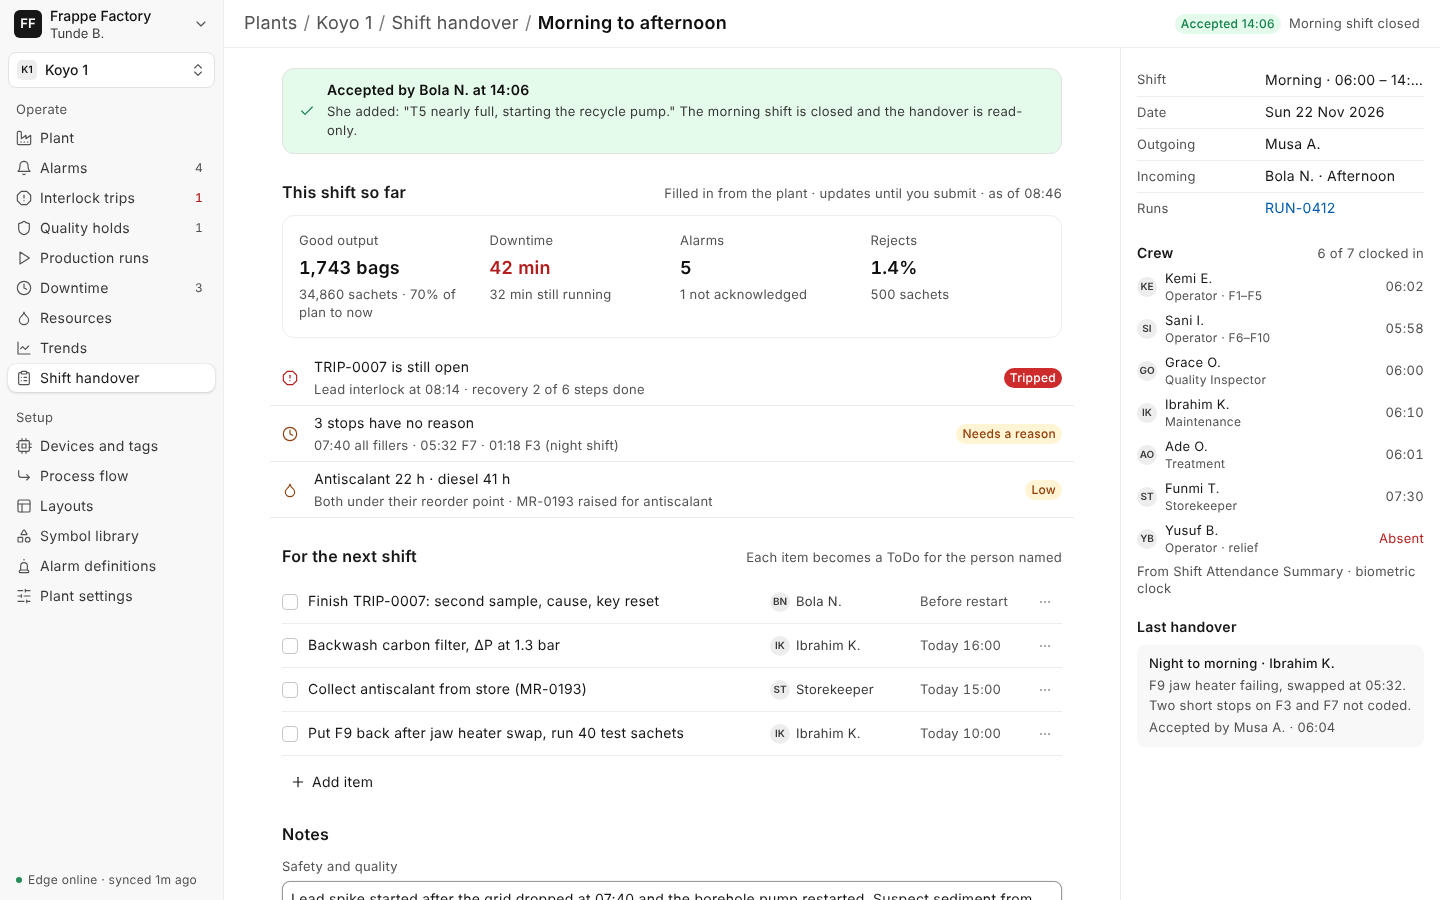 FF
Frappe Factory
Tunde B.
K1
Koyo 1
Operate
Plant
Alarms 4
Interlock trips 1
Quality holds 1
Production runs
Downtime 3
Resources
Trends
Shift handover
Setup
Devices and tags
Process flow
Layouts
Symbol library
Alarm definitions
Plant settings
Edge online · synced 1m ago
Plants / Koyo 1 / Shift handover / Morning to afternoon
Accepted 14:06 Morning shift closed
Accepted by Bola N. at 14:06
She added: "T5 nearly full, starting the recycle pump." The morning shift is closed and the handover is read-
only.
This shift so far
Filled in from the plant · updates until you submit · as of 08:46
Good output
1,743 bags
34,860 sachets · 70% of
plan to now
Downtime
42 min
32 min still running
Alarms
5
1 not acknowledged
Rejects
1.4%
500 sachets
TRIP-0007 is still open
Lead interlock at 08:14 · recovery 2 of 6 steps done
Tripped
3 stops have no reason
07:40 all fillers · 05:32 F7 · 01:18 F3 (night shift)
Needs a reason
Antiscalant 22 h · diesel 41 h
Both under their reorder point · MR-0193 raised for antiscalant
Low
For the next shift
Each item becomes a ToDo for the person named
Finish TRIP-0007: second sample, cause, key reset BN Bola N. Before restart ···
Backwash carbon filter, ΔP at 1.3 bar IK Ibrahim K. Today 16:00 ···
Collect antiscalant from store (MR-0193) ST Storekeeper Today 15:00 ···
Put F9 back after jaw heater swap, run 40 test sachets IK Ibrahim K. Today 10:00 ···
+ Add item
Notes
Safety and quality
Lead spike started after the grid dropped at 07:40 and the borehole pump restarted. Suspect sediment from
Shift Morning · 06:00 – 14:...
Date Sun 22 Nov 2026
Outgoing Musa A.
Incoming Bola N. · Afternoon
Runs RUN-0412
Crew 6 of 7 clocked in
KE Kemi E. 06:02
Operator · F1–F5
SI Sani I. 05:58
Operator · F6–F10
GO Grace O. 06:00
Quality Inspector
IK Ibrahim K. 06:10
Maintenance
AO Ade O. 06:01
Treatment
ST Funmi T. 07:30
Storekeeper
YB Yusuf B. Absent
Operator · relief
From Shift Attendance Summary · biometric
clock
Last handover
Night to morning · Ibrahim K.
F9 jaw heater failing, swapped at 05:32.
Two short stops on F3 and F7 not coded.
Accepted by Musa A. · 06:04